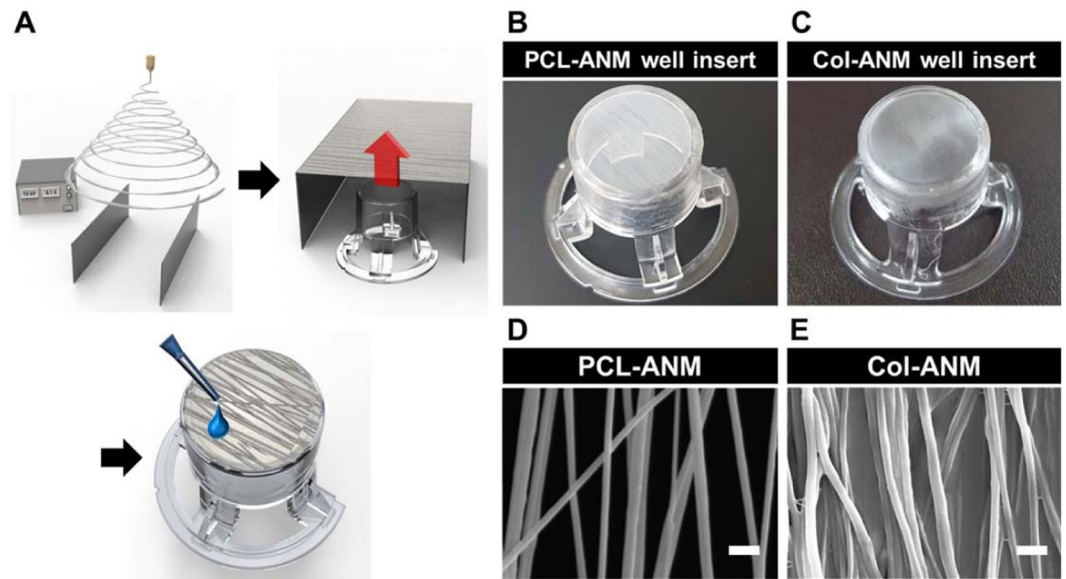 A
B
C
PCL-ANM well insert
Col-ANM well insert
D
E
PCL-ANM
Col-ANM